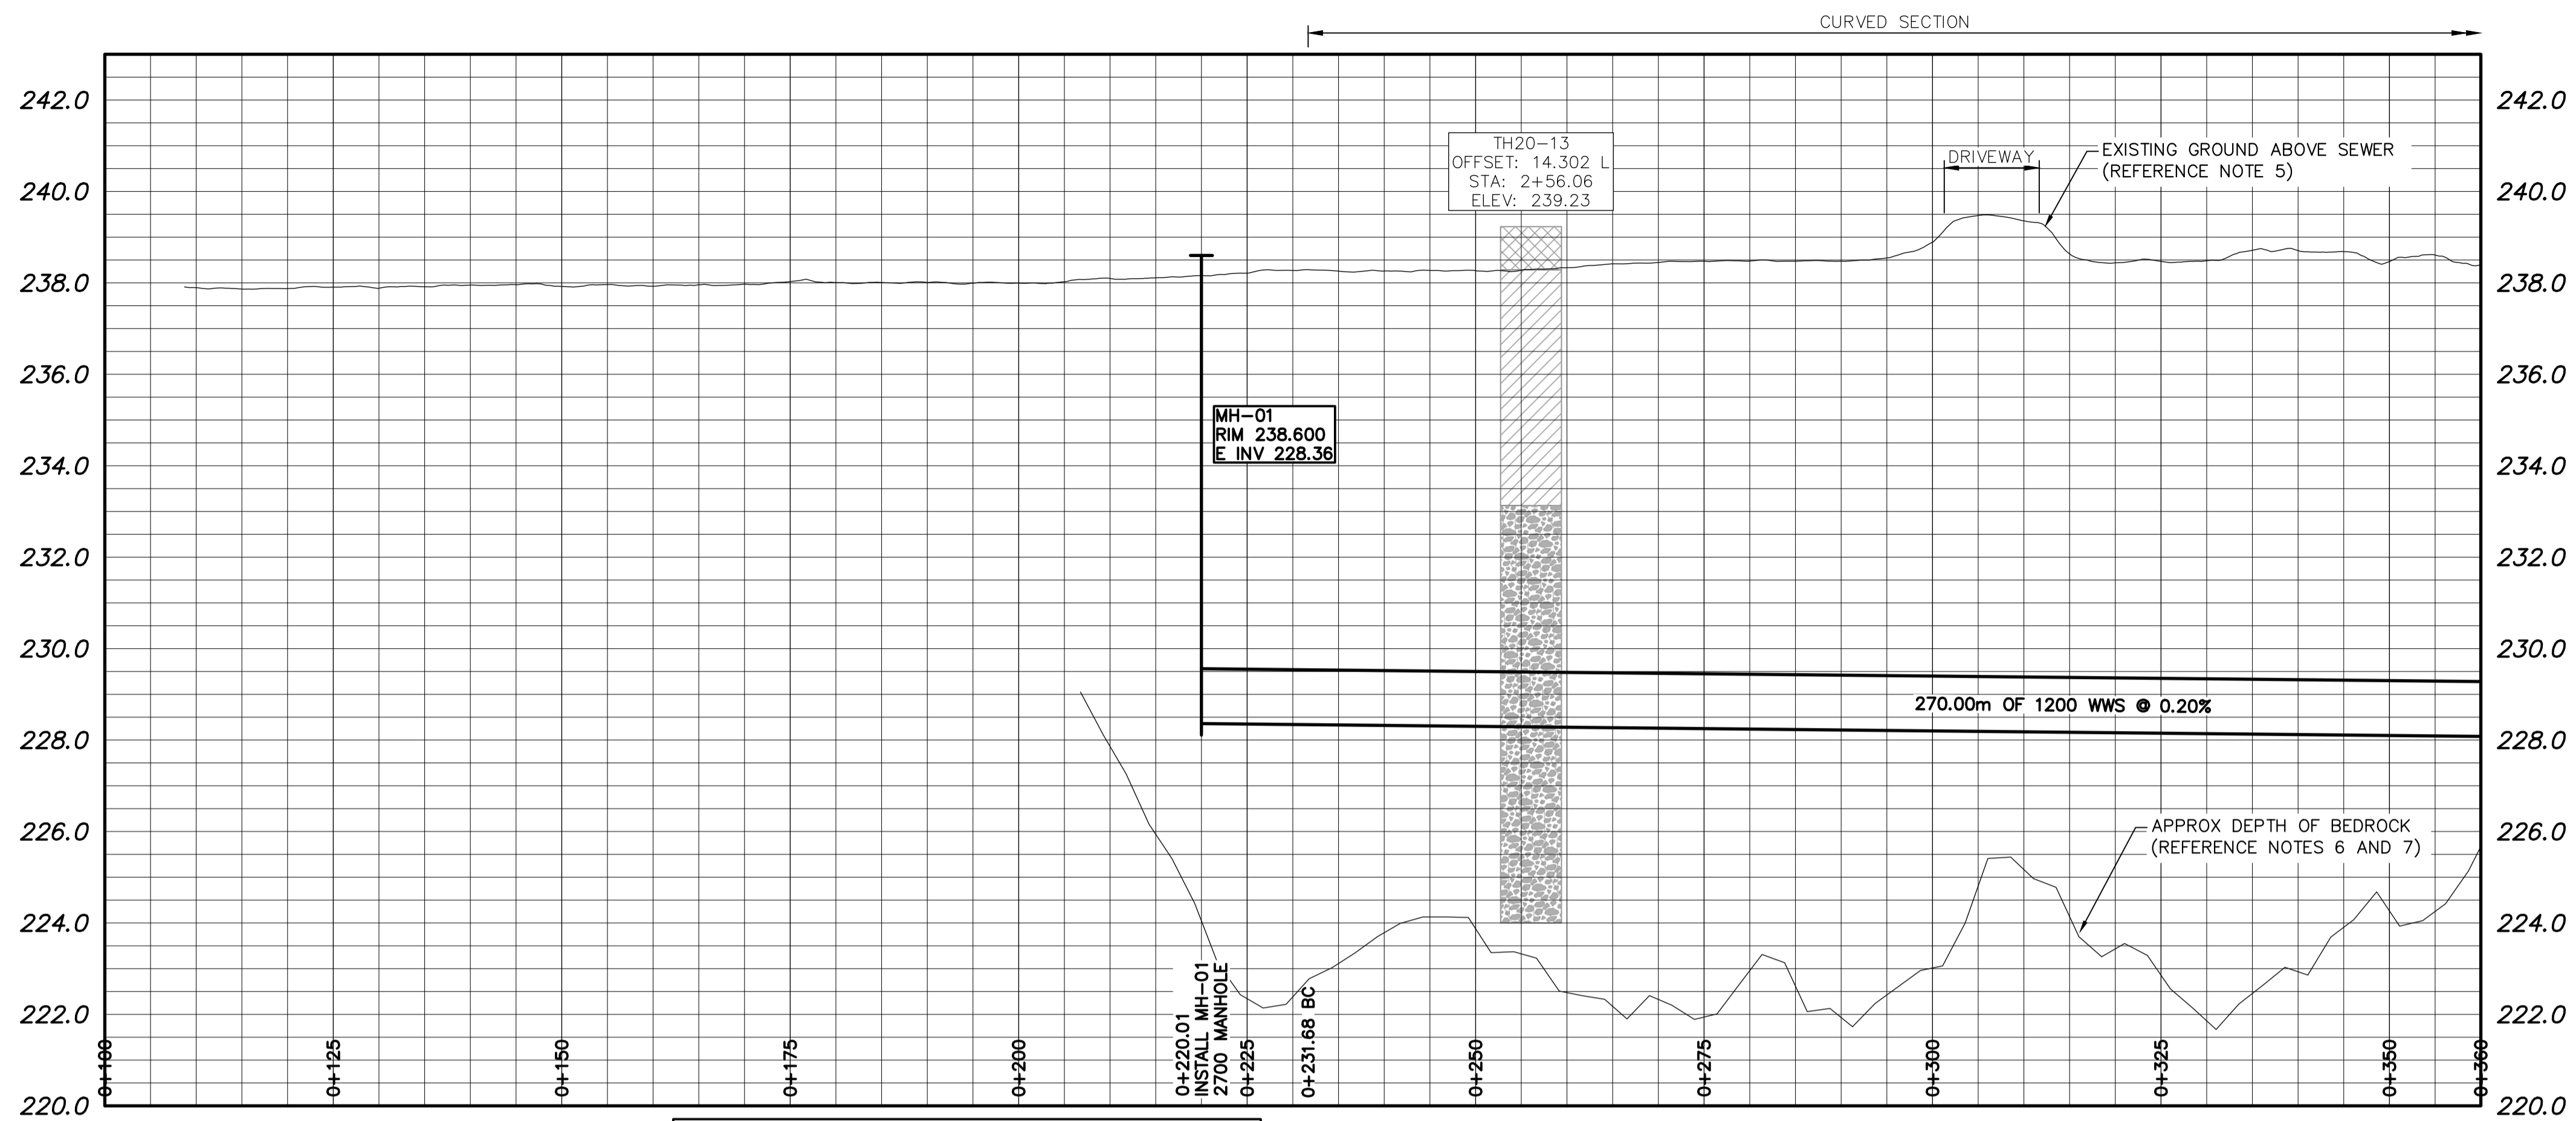 CURVED SECTION
242.0
242.0
TH20-13
OFFSET: 14.302 L
STA: 2+56.06
ELEV: 239.23
DRIVEWAY
EXISTING GROUND ABOVE SEWER
(REFERENCE NOTE 5)
240.0
240.0
238.0
238.0
236.0
236.0
MH-01
RIM 238.600
E INV 228.36
234.0
234.0
232.0
232.0
230.0
230.0
270.00m OF 1200 WWS @ 0.20%
228.0
228.0
226.0
226.0
APPROX DEPTH OF BEDROCK
(REFERENCE NOTES 6 AND 7)
224.0
224.0
222.0
222.0
0+100
0+125
0+150
0+175
0+200
0+220.01
INSTALL MH-01
2700 MANHOLE
0+225
0+231.68 BC
0+250
0+275
0+300
0+325
0+350
0+360
220.0
220.0